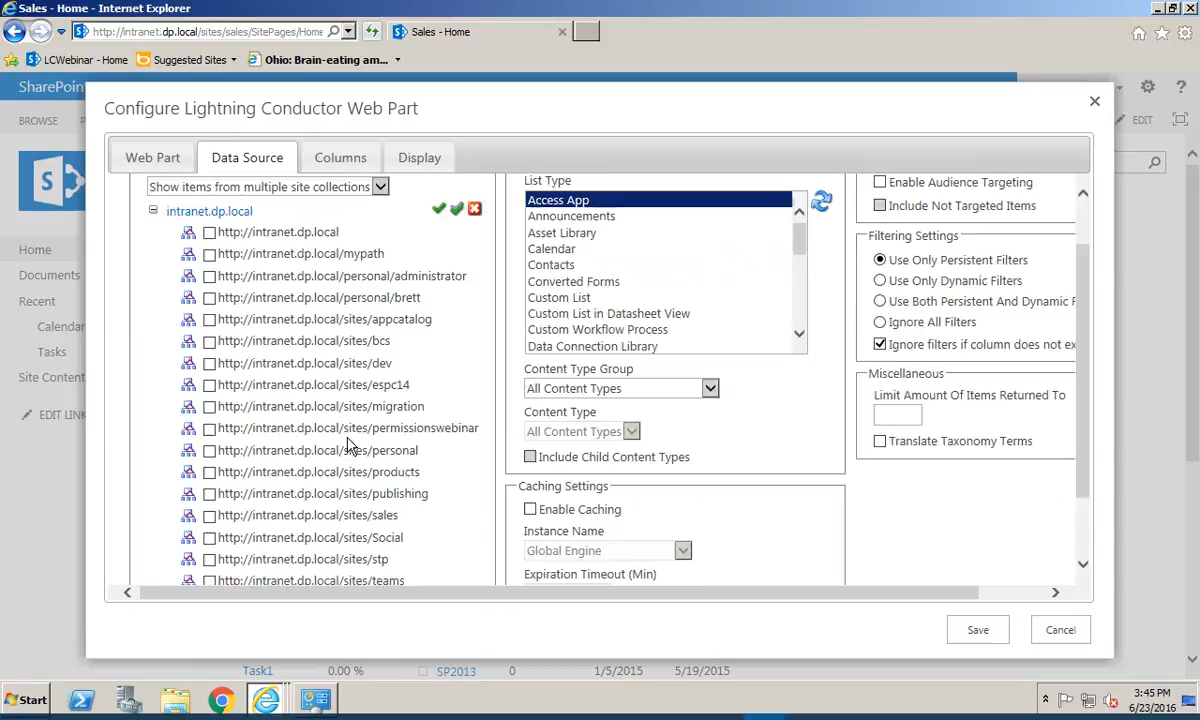 Sales - Home - Internet Explorer
http://intranet.dp.local/sites/sales/SitePages/Home
Sales - Home
LCWebinar - Home
Suggested Sites
Ohio: Brain-eating am...
SharePoin
BROWSE
EDIT
Configure Lightning Conductor Web Part
Web Part
Data Source
Columns
Display
Home
Documents
Recent
Calendar
Tasks
Site Content
EDIT LINK
Show items from multiple site collections
intranet.dp.local
http://intranet.dp.local
http://intranet.dp.local/mypath
http://intranet.dp.local/personal/administrator
http://intranet.dp.local/personal/brett
http://intranet.dp.local/sites/appcatalog
http://intranet.dp.local/sites/bcs
http://intranet.dp.local/sites/dev
http://intranet.dp.local/sites/espc14
http://intranet.dp.local/sites/migration
http://intranet.dp.local/sites/permissionswebinar
http://intranet.dp.local/sites/personal
http://intranet.dp.local/sites/products
http://intranet.dp.local/sites/publishing
http://intranet.dp.local/sites/sales
http://intranet.dp.local/sites/Social
http://intranet.dp.local/sites/stp
http://intranet.dp.local/sites/teams
List Type
Access App
Announcements
Asset Library
Calendar
Contacts
Converted Forms
Custom List
Custom List in Datasheet View
Custom Workflow Process
Data Connection Library
Content Type Group
All Content Types
Content Type
All Content Types
Include Child Content Types
Caching Settings
Enable Caching
Instance Name
Global Engine
Expiration Timeout (Min)
Enable Audience Targeting
Include Not Targeted Items
Filtering Settings
Use Only Persistent Filters
Use Only Dynamic Filters
Use Both Persistent And Dynamic F
Ignore All Filters
Ignore filters if column does not ex
Miscellaneous
Limit Amount Of Items Returned To
Translate Taxonomy Terms
Save
Cancel
Task1 0.00 % SP2013 0 1/5/2015 5/19/2015
Start
3:45 PM
6/23/2016